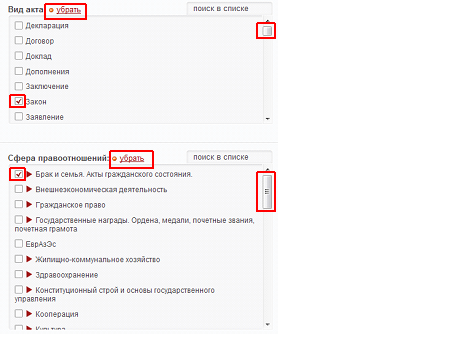 Вид акта убрать поиск в списке
Декларация
Договор
Доклад
Дополнения
Заключение
Закон
Заявление
Сфера правоотношений: убрать поиск в списке
Брак и семья. Акты гражданского состояния.
Внешнеэкономическая деятельность
Гражданское право
Государственные награды. Ордена, медали, почетные звания,
почетная грамота
ЕврАзЭс
Жилищно-коммунальное хозяйство
Здравоохранение
Конституционный строй и основы государственного
управления
Кооперация
Культура